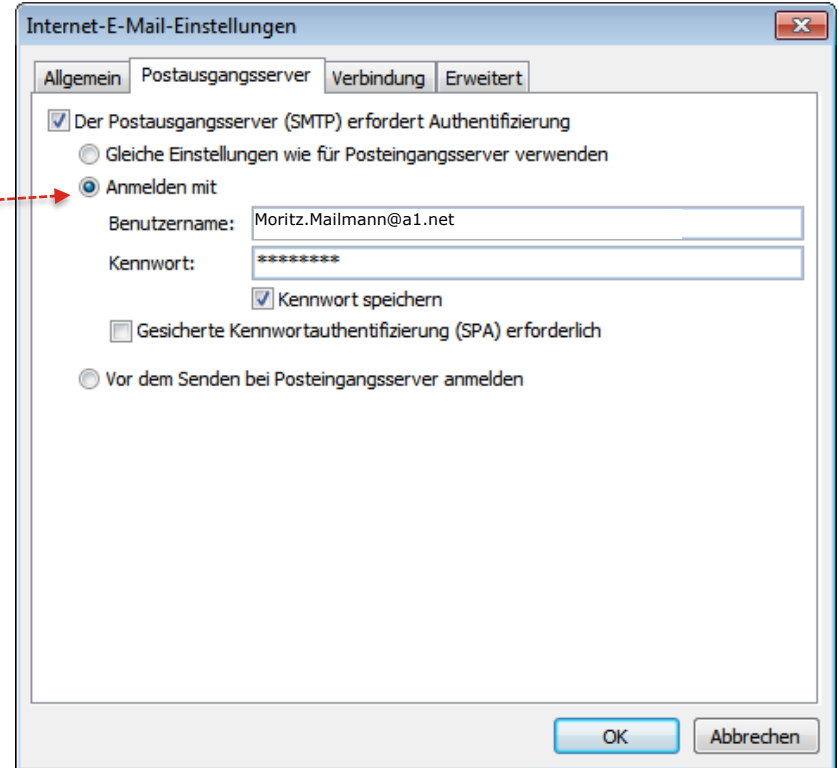 Internet-E-Mail-Einstellungen
Allgemein Postausgangsserver Verbindung Erweitert
Der Postausgangsserver (SMTP) erfordert Authentifizierung
Gleiche Einstellungen wie für Posteingangsserver verwenden
Anmelden mit
Benutzername: Moritz.Mailmann@a1.net
Kennwort: ********
Kennwort speichern
Gesicherte Kennwortauthentifizierung (SPA) erforderlich
Vor dem Senden bei Posteingangsserver anmelden
OK Abbrechen